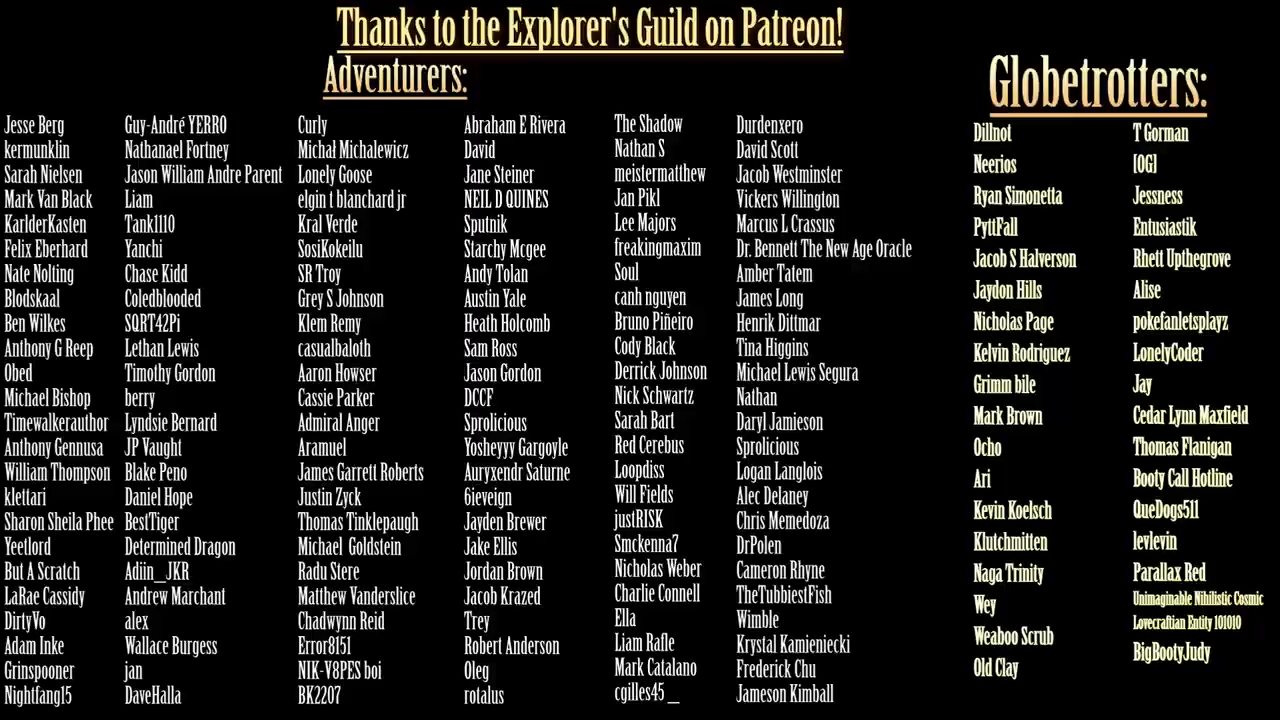 Thanks to the Explorer's Guild on Patreon!
Adventurers:
Jesse Berg
kermunklin
Sarah Nielsen
Mark Van Black
KarlderKasten
Felix Eberhard
Nate Nolting
Blodskaal
Ben Wilkes
Anthony G Reep
Obed
Michael Bishop
Timewalkerauthor
Anthony Gennusa
William Thompson
klettari
Sharon Sheila Phee
Yeetlord
But A Scratch
LaRae Cassidy
DirtyVo
Adam Inke
Grinspooner
Nightfang15
Guy-André YERRO
Nathanael Fortney
Jason William Andre Parent
Liam
Tank1110
Yanchi
Chase Kidd
Coledblooded
SQRT42Pi
Lethan Lewis
Timothy Gordon
berry
Lyndsie Bernard
JP Vaught
Blake Peno
Daniel Hope
BestTiger
Determined Dragon
Adiin_JKR
Andrew Marchant
alex
Wallace Burgess
jan
DaveHalla
Curly
Michał Michalewicz
Lonely Goose
elgin t blanchard jr
Kral Verde
SosiKokeilu
SR Troy
Grey S Johnson
Klem Remy
casualbaloth
Aaron Howser
Cassie Parker
Admiral Anger
Aramuel
James Garrett Roberts
Justin Zyck
Thomas Tinklepaugh
Michael Goldstein
Radu Stere
Matthew Vanderslice
Chadwynn Reid
Error8151
NIK-V8PES boi
BK2207
Abraham E Rivera
David
Jane Steiner
NEIL D QUINES
Sputnik
Starchy Mcgee
Andy Tolan
Austin Yale
Heath Holcomb
Sam Ross
Jason Gordon
DCCF
Sprolicious
Yosheyyy Gargoyle
Auryxendr Saturne
6ieveign
Jayden Brewer
Jake Ellis
Jordan Brown
Jacob Krazed
Trey
Robert Anderson
Oleg
rotalus
The Shadow
Nathan S
meistermatthew
Jan Pikl
Lee Majors
freakingmaxim
Soul
canh nguyen
Bruno Piñeiro
Cody Black
Derrick Johnson
Nick Schwartz
Sarah Bart
Red Cerebus
Loopdiss
Will Fields
justRISK
Smckenna7
Nicholas Weber
Charlie Connell
Ella
Liam Rafle
Mark Catalano
cgilles45_
Durdenxero
David Scott
Jacob Westminster
Vickers Willington
Marcus L Crassus
Dr. Bennett The New Age Oracle
Amber Tatem
James Long
Henrik Dittmar
Tina Higgins
Michael Lewis Segura
Nathan
Daryl Jamieson
Sprolicious
Logan Langlois
Alec Delaney
Chris Memedoza
DrPolen
Cameron Rhyne
TheTubbiestFish
Wimble
Krystal Kamieniecki
Frederick Chu
Jameson Kimball
Globetrotters:
Dillnot
Neerios
Ryan Simonetta
PyttFall
Jacob S Halverson
Jaydon Hills
Nicholas Page
Kelvin Rodriguez
Grimm bile
Mark Brown
Ocho
Ari
Kevin Koelsch
Klutchmitten
Naga Trinity
Wey
Weaboo Scrub
Old Clay
T Gorman
[OG]
Jessness
Entusiastik
Rhett Upthegrove
Alise
pokefanletsplayz
LonelyCoder
Jay
Cedar Lynn Maxfield
Thomas Flanigan
Booty Call Hotline
QueDogs511
levlevin
Parallax Red
Unimaginable Nihilistic Cosmic
Lovecraftian Entity 101010
BigBootyJudy